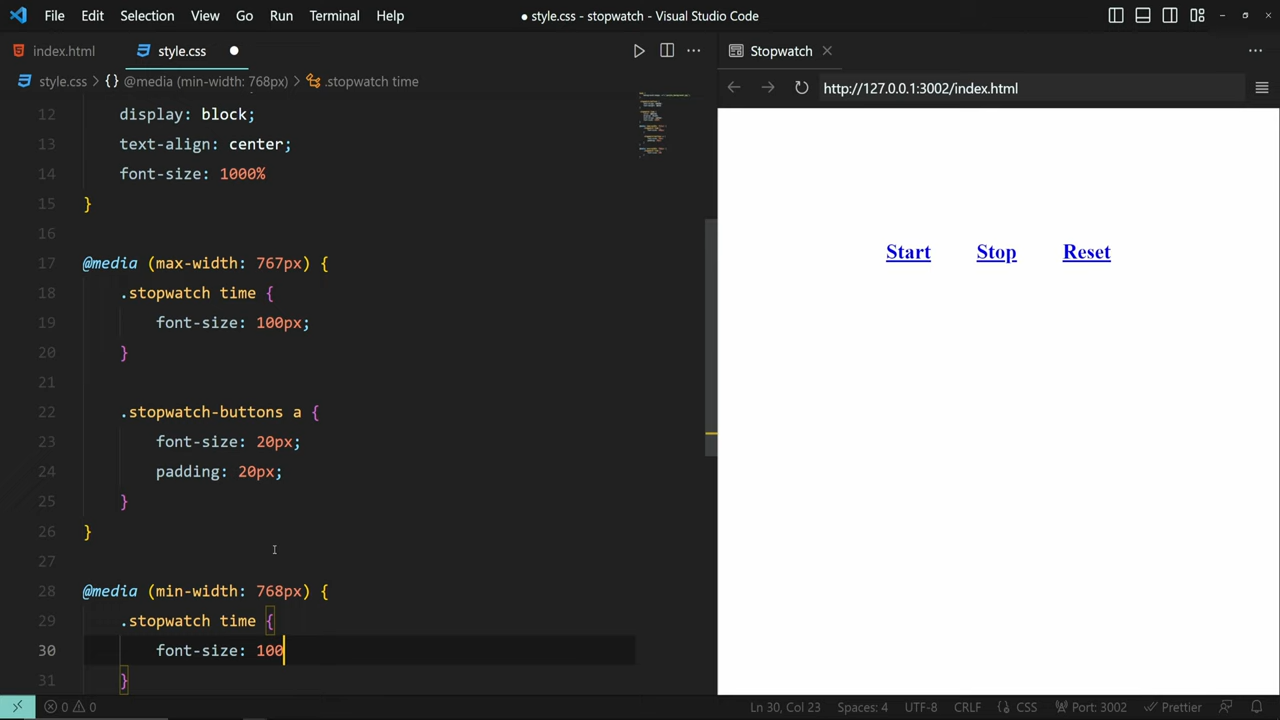 File Edit Selection View Go Run Terminal Help
● style.css - stopwatch - Visual Studio Code
index.html
style.css
Stopwatch
style.css > {} @media (min-width: 768px) > .stopwatch time
http://127.0.0.1:3002/index.html
12 display: block;
13 text-align: center;
14 font-size: 1000%
15 }
16
17 @media (max-width: 767px) {
18 .stopwatch time {
19 font-size: 100px;
20 }
21
22 .stopwatch-buttons a {
23 font-size: 20px;
24 padding: 20px;
25 }
26 }
27
28 @media (min-width: 768px) {
29 .stopwatch time {
30 font-size: 100
31 }
Start Stop Reset
0 0
Ln 30, Col 23 Spaces: 4 UTF-8 CRLF {} CSS Port: 3002 Prettier